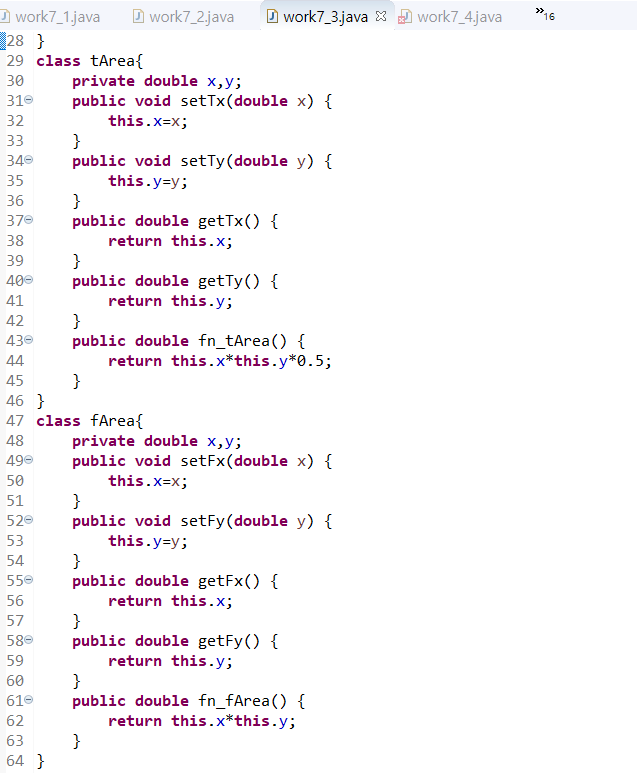 work7_1.java work7_2.java work7_3.java work7_4.java »16
28 }
29 class tArea{
30 private double x,y;
31 public void setTx(double x) {
32 this.x=x;
33 }
34 public void setTy(double y) {
35 this.y=y;
36 }
37 public double getTx() {
38 return this.x;
39 }
40 public double getTy() {
41 return this.y;
42 }
43 public double fn_tArea() {
44 return this.x*this.y*0.5;
45 }
46 }
47 class fArea{
48 private double x,y;
49 public void setFx(double x) {
50 this.x=x;
51 }
52 public void setFy(double y) {
53 this.y=y;
54 }
55 public double getFx() {
56 return this.x;
57 }
58 public double getFy() {
59 return this.y;
60 }
61 public double fn_fArea() {
62 return this.x*this.y;
63 }
64 }